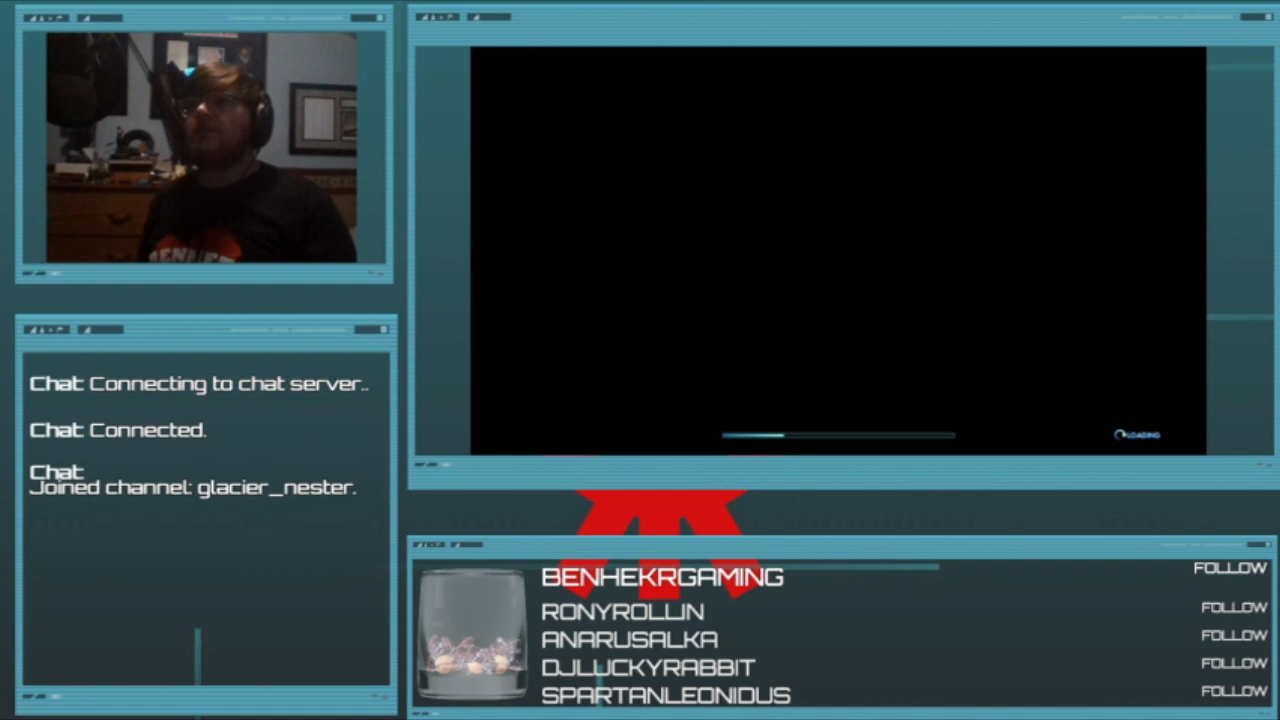 Chat: Connecting to chat server..
Chat: Connected.
Chat:
Joined channel: glacier_nester.
LOADING
BENHEKRGAMING FOLLOW
RONYROLLIN FOLLOW
ANARUSALKA FOLLOW
DJLUCKYRABBIT FOLLOW
SPARTANLEONIDUS FOLLOW